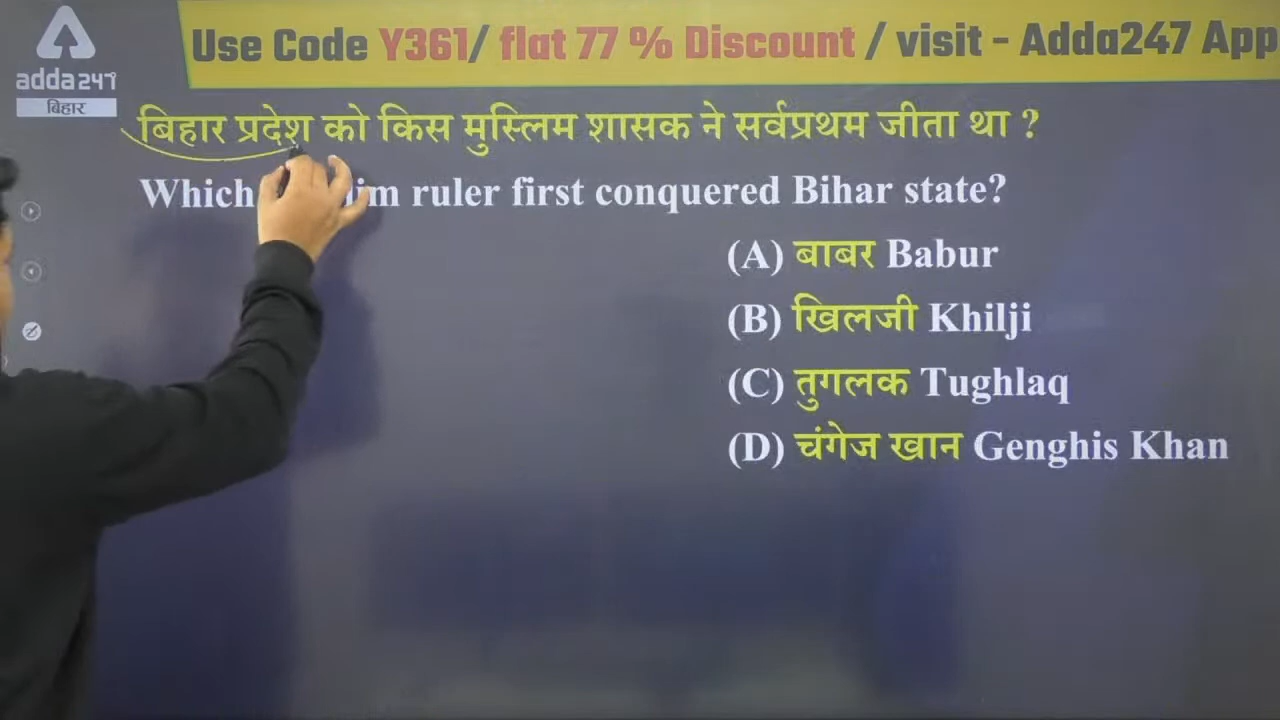 Use Code Y361/ flat 77 % Discount / visit - Adda247 App
adda247
बिहार
बिहार प्रदेश को किस मुस्लिम शासक ने सर्वप्रथम जीता था ?
Which ruler first conquered Bihar state?
(A) बाबर Babur
(B) खिलजी Khilji
(C) तुगलक Tughlaq
(D) चंगेज खान Genghis Khan